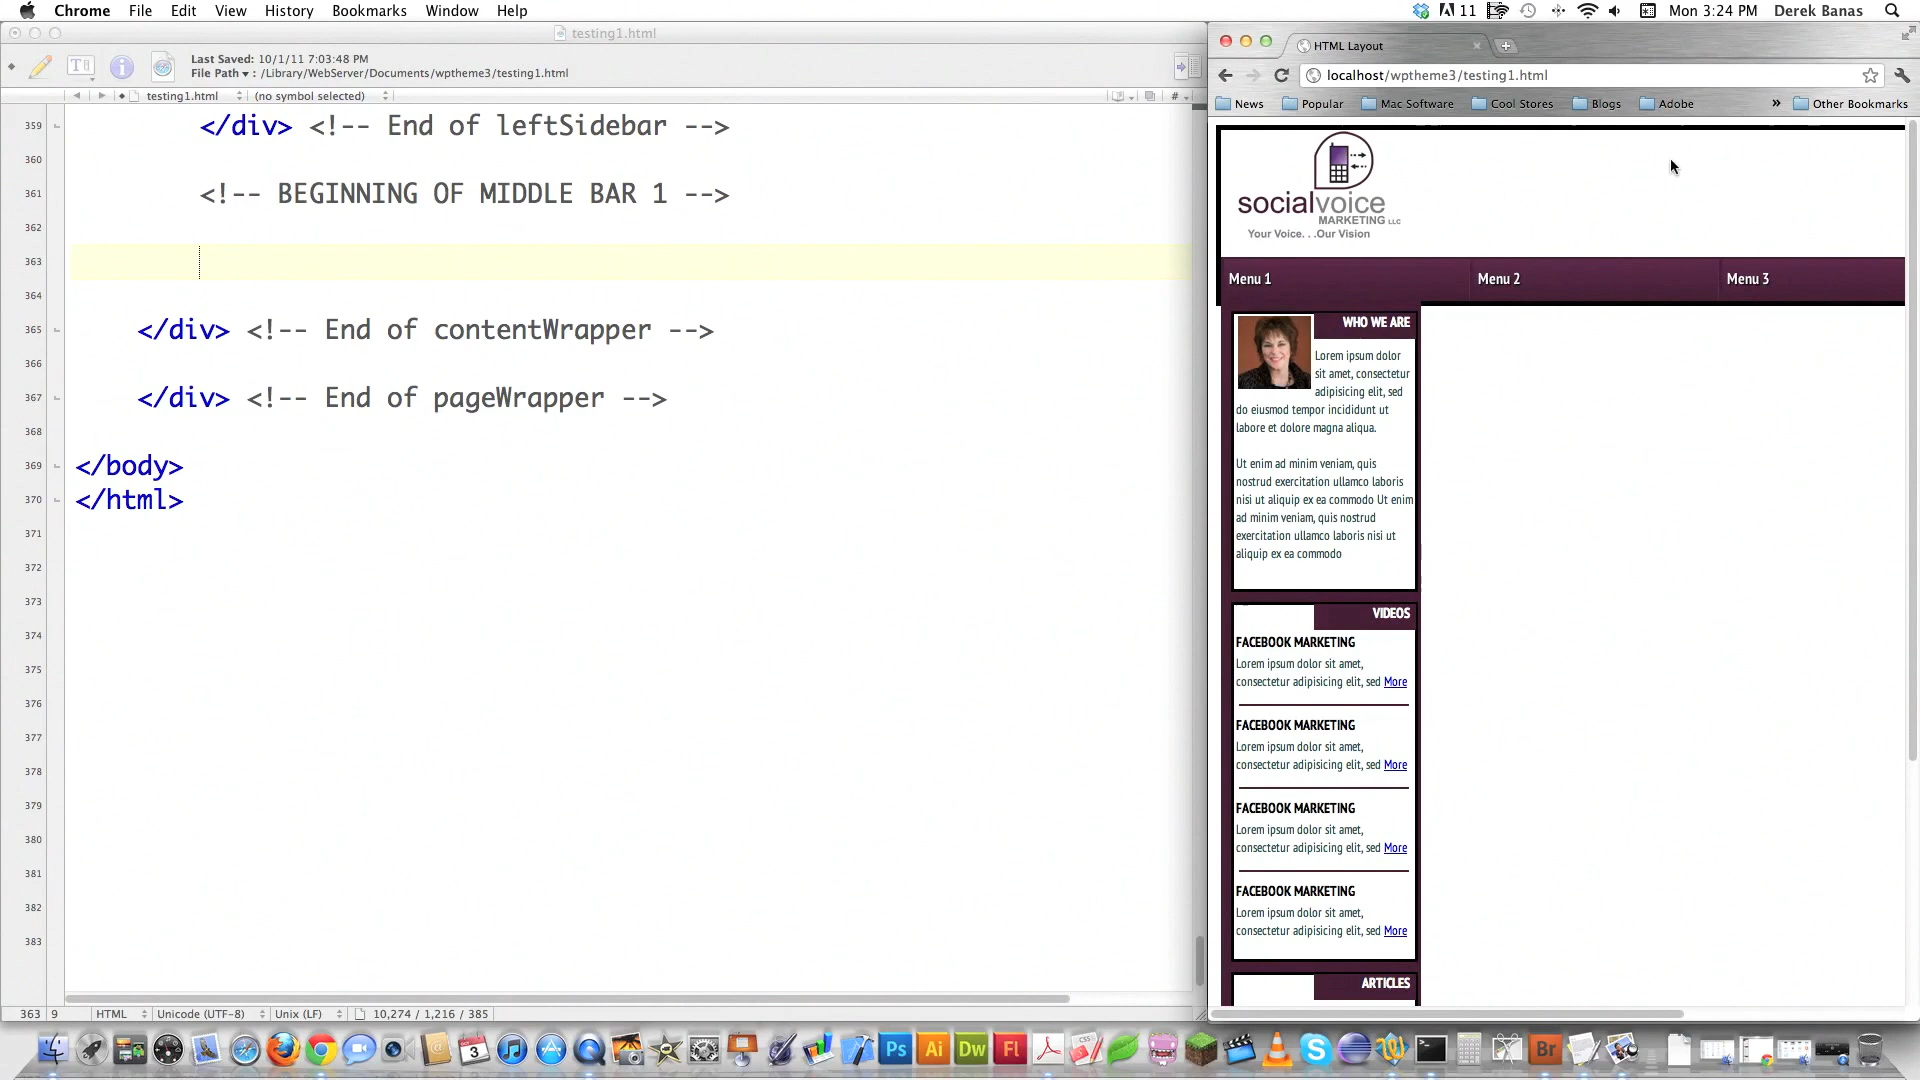 Chrome File Edit View History Bookmarks Window Help
11 Mon 3:24 PM Derek Banas
testing1.html
Last Saved: 10/1/11 7:03:48 PM
File Path ▾ : /Library/WebServer/Documents/wptheme3/testing1.html
testing1.html (no symbol selected)
#
359 </div> <!-- End of leftSidebar -->
360
361 <!-- BEGINNING OF MIDDLE BAR 1 -->
362
363
364
365 </div> <!-- End of contentWrapper -->
366
367 </div> <!-- End of pageWrapper -->
368
369 </body>
370 </html>
371
372
373
374
375
376
377
378
379
380
381
382
383
363 9 HTML Unicode (UTF-8) Unix (LF) 10,274 / 1,216 / 385
HTML Layout
localhost/wptheme3/testing1.html
News Popular Mac Software Cool Stores Blogs Adobe » Other Bookmarks
socialvoice
MARKETING LLC
Your Voice. . .Our Vision
Menu 1 Menu 2 Menu 3
WHO WE ARE
Lorem ipsum dolor
sit amet, consectetur
adipisicing elit, sed
do eiusmod tempor incididunt ut
labore et dolore magna aliqua.
Ut enim ad minim veniam, quis
nostrud exercitation ullamco laboris
nisi ut aliquip ex ea commodo Ut enim
ad minim veniam, quis nostrud
exercitation ullamco laboris nisi ut
aliquip ex ea commodo
VIDEOS
FACEBOOK MARKETING
Lorem ipsum dolor sit amet,
consectetur adipisicing elit, sed More
FACEBOOK MARKETING
Lorem ipsum dolor sit amet,
consectetur adipisicing elit, sed More
FACEBOOK MARKETING
Lorem ipsum dolor sit amet,
consectetur adipisicing elit, sed More
FACEBOOK MARKETING
Lorem ipsum dolor sit amet,
consectetur adipisicing elit, sed More
ARTICLES
3 Ps Ai Dw Fl CSS Br